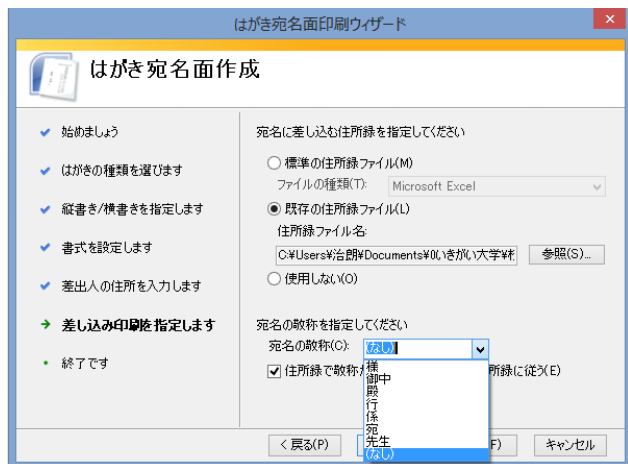 はがき宛名面印刷ウィザード
はがき宛名面作成
始めましょう
はがきの種類を選びます
縦書き/横書きを指定します
書式を設定します
差出人の住所を入力します
差し込み印刷を指定します
終了です
宛名に差し込む住所録を指定してください
標準の住所録ファイル(M)
ファイルの種類(T):
Microsoft Excel
既存の住所録ファイル(L)
住所録ファイル名:
C:¥Users¥治朗¥Documents¥0いきがい大学¥
参照(S)...
使用しない(O)
宛名の敬称を指定してください
宛名の敬称(C):
(なし)
住所録で敬称が
所録に従う(E)
様
御中
殿
行
係
宛
先生
(なし)
< 戻る(P)
F)
キャンセル